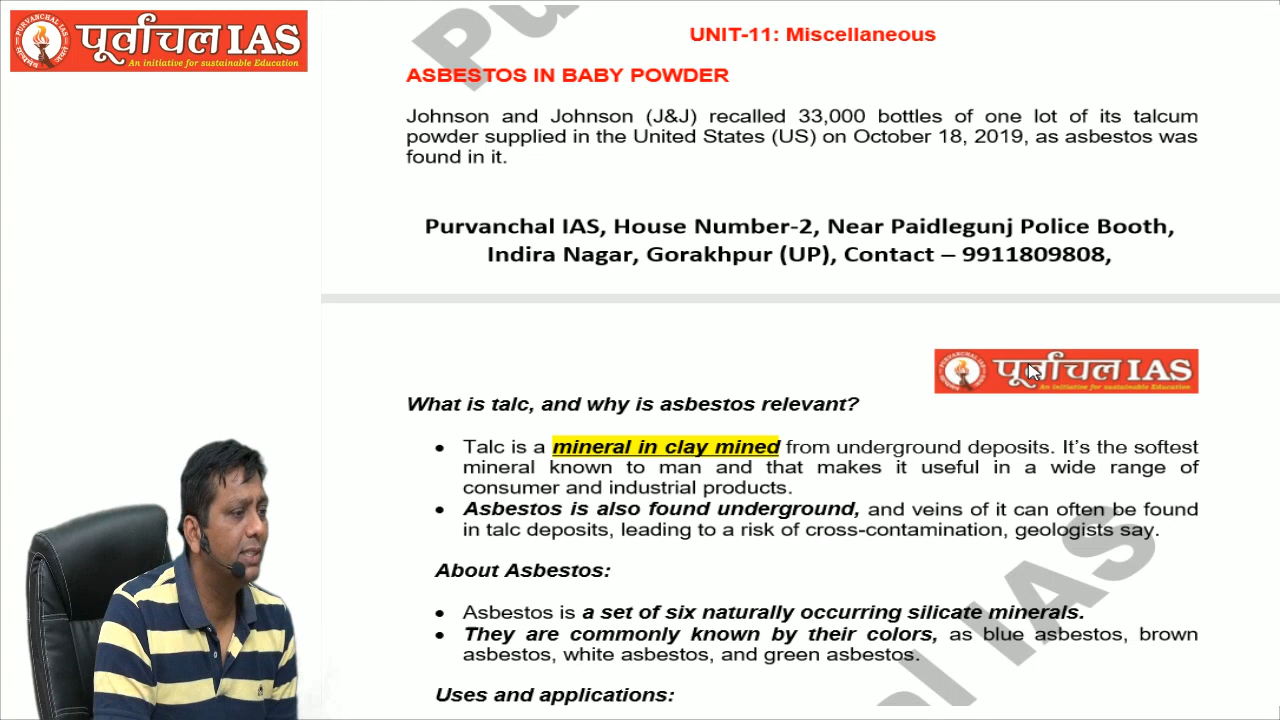 पूर्वांचल IAS
An initiative for sustainable Education
UNIT-11: Miscellaneous
ASBESTOS IN BABY POWDER
Johnson and Johnson (J&J) recalled 33,000 bottles of one lot of its talcum
powder supplied in the United States (US) on October 18, 2019, as asbestos was
found in it.
Purvanchal IAS, House Number-2, Near Paidlegunj Police Booth,
Indira Nagar, Gorakhpur (UP), Contact – 9911809808,
पूर्वांचल IAS
An initiative for sustainable Education
What is talc, and why is asbestos relevant?
• Talc is a mineral in clay mined from underground deposits. It's the softest
mineral known to man and that makes it useful in a wide range of
consumer and industrial products.
• Asbestos is also found underground, and veins of it can often be found
in talc deposits, leading to a risk of cross-contamination, geologists say.
About Asbestos:
• Asbestos is a set of six naturally occurring silicate minerals.
• They are commonly known by their colors, as blue asbestos, brown
asbestos, white asbestos, and green asbestos.
Uses and applications: